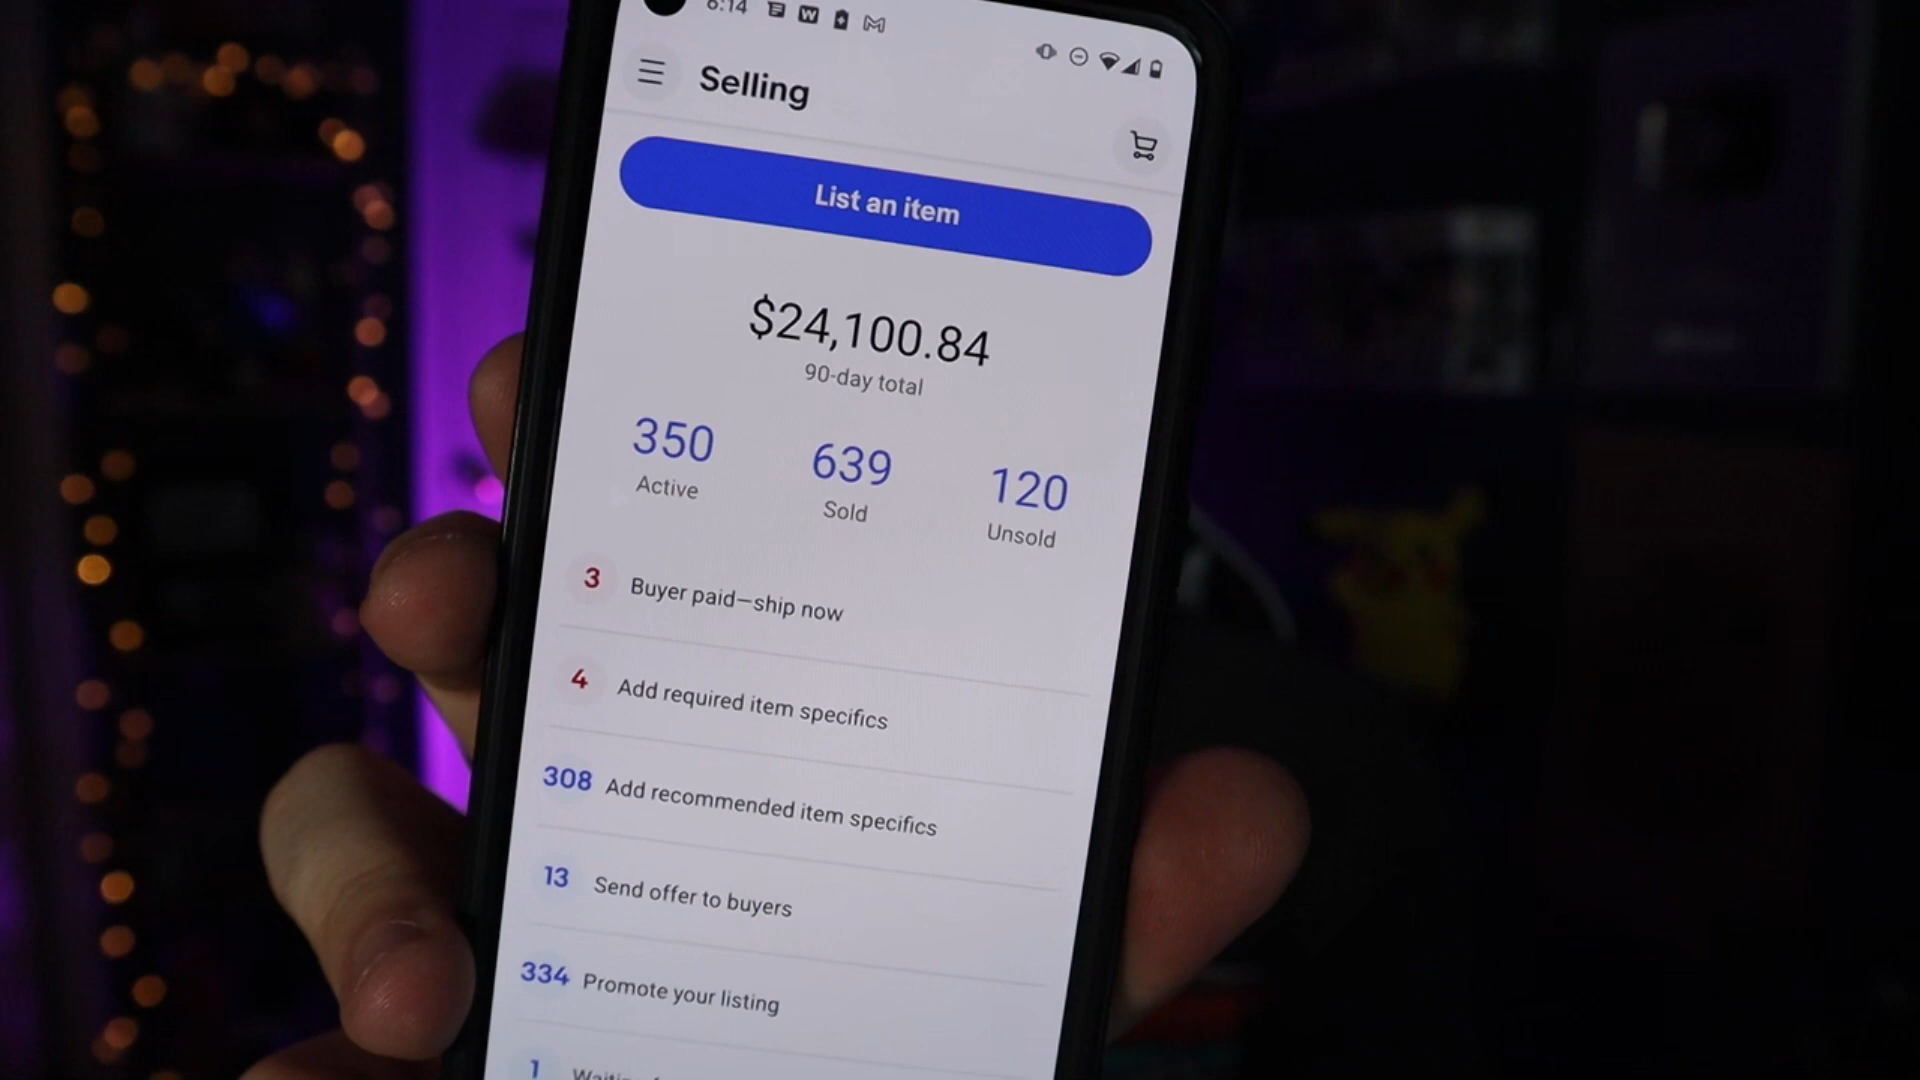 6:14
Selling
List an item
$24,100.84
90-day total
350 639 120
Active Sold Unsold
3 Buyer paid—ship now
4 Add required item specifics
308 Add recommended item specifics
13 Send offer to buyers
334 Promote your listing
1